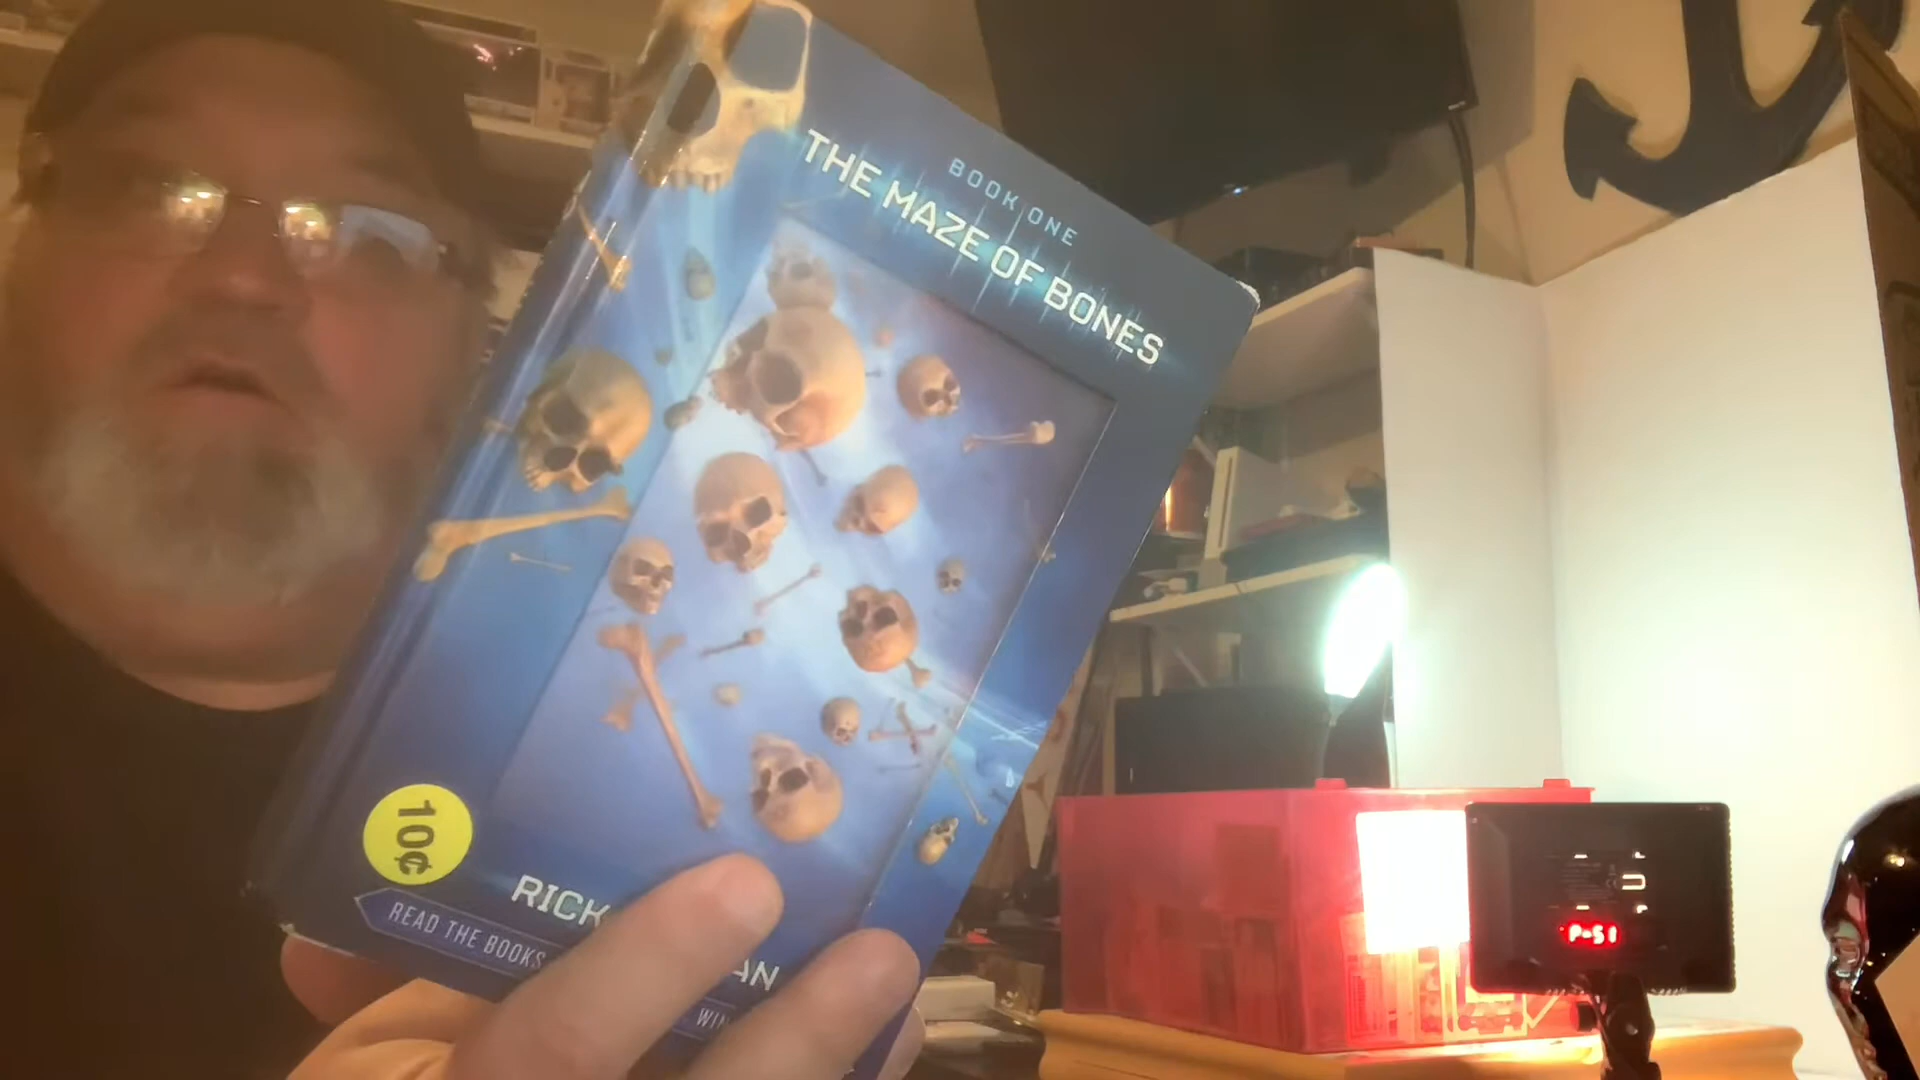 BOOK ONE
THE MAZE OF BONES
10¢
RICK AN
READ THE BOOKS
WIN
P-51